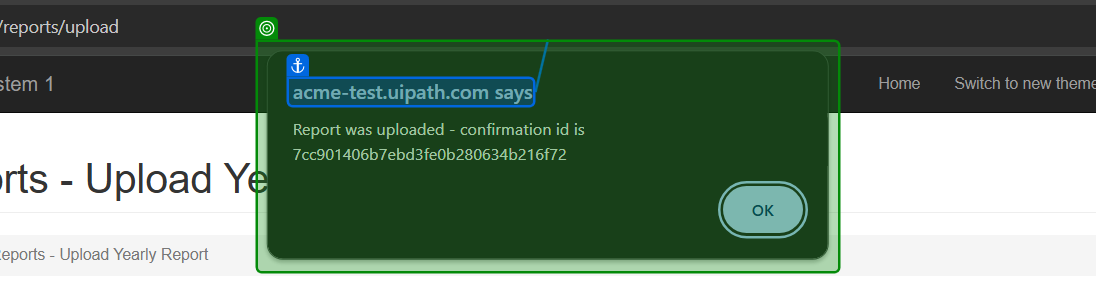 /reports/upload
stem 1
Home
Switch to new theme
acme-test.uipath.com says
Report was uploaded - confirmation id is
7cc901406b7ebd3fe0b280634b216f72
OK
orts - Upload Ye
Reports - Upload Yearly Report